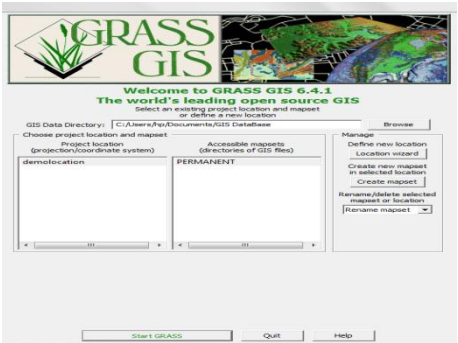 GRASS
GIS
Welcome to GRASS GIS 6.4.1
The world's leading open source GIS
Select an existing project location and mapset
or define a new location
GIS Data Directory: C:/Users/hp/Documents/GIS DataBase Browse
Choose project location and mapset
Project location
(projection/coordinate system)
Accessible mapsets
(directories of GIS files)
demolocation
PERMANENT
Manage
Define new location
Location wizard
Create new mapset
in selected location
Create mapset
Rename/delete selected
mapset or location
Rename mapset
Start GRASS Quit Help